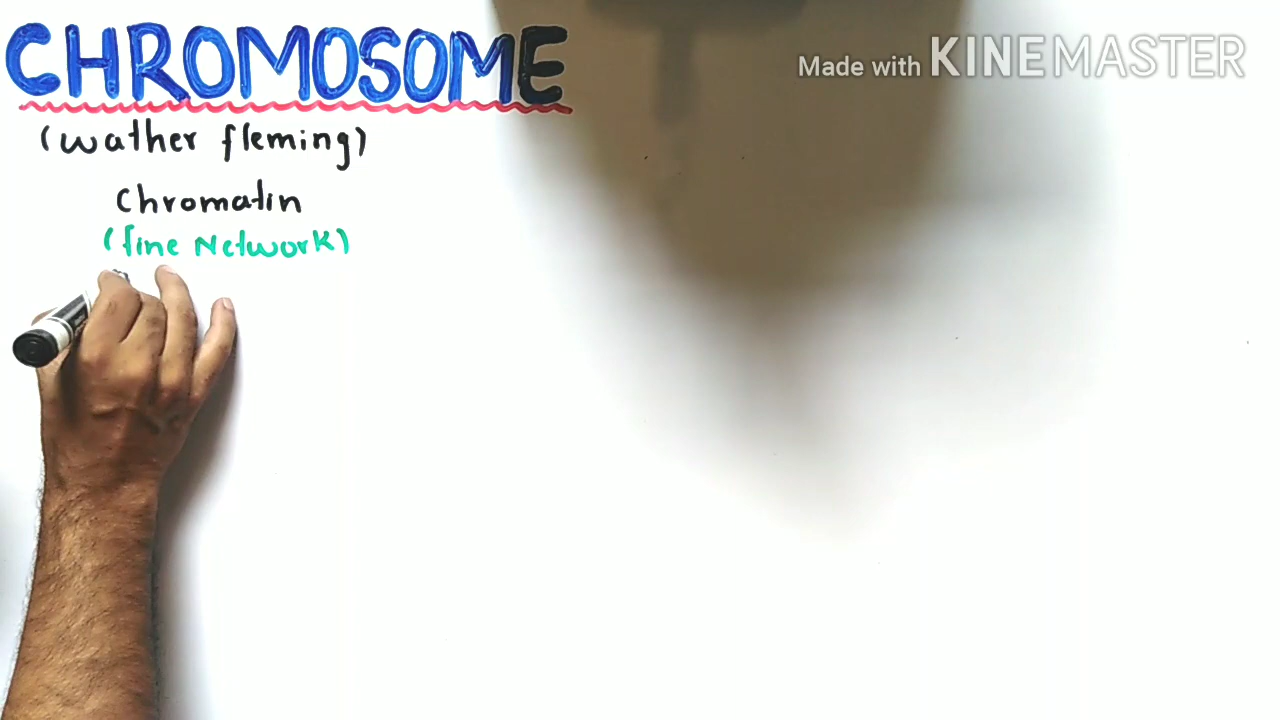 CHROMOSOME
Made with KINEMASTER
(wather fleming)
Chromatin
(fine Network)